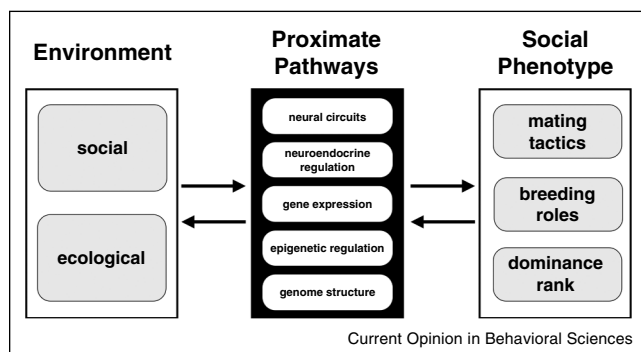 Environment
social
ecological
Proximate
Pathways
neural circuits
neuroendocrine
regulation
gene expression
epigenetic regulation
genome structure
Social
Phenotype
mating
tactics
breeding
roles
dominance
rank
Current Opinion in Behavioral Sciences